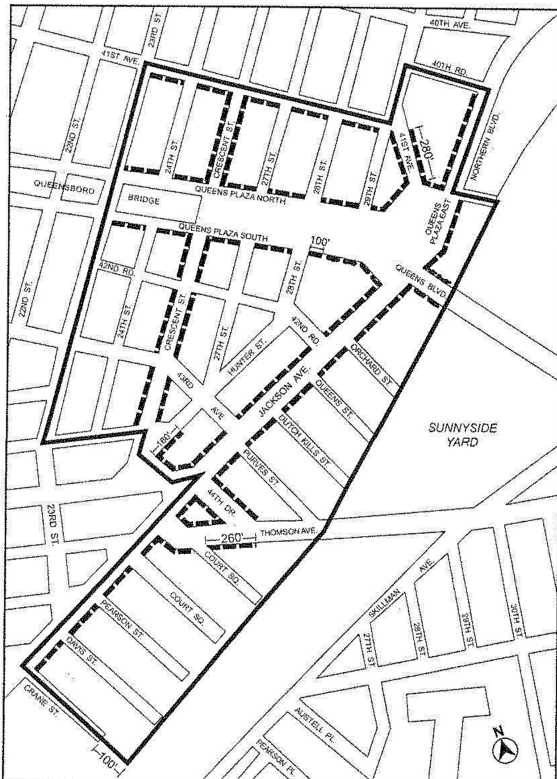 40TH AVE.
23RD ST.
41ST AVE.
40TH RD.
22ND ST.
NORTHERN BLVD.
CRESCENT ST.
24TH ST.
27TH ST.
28TH ST.
29TH ST.
41ST AVE.
280'
QUEENSBORO
BRIDGE
QUEENS PLAZA NORTH
QUEENS PLAZA EAST
QUEENS PLAZA SOUTH
100'
42ND RD.
QUEENS BLVD.
28TH ST.
22ND ST.
24TH ST.
CRESCENT ST.
27TH ST.
HUNTER ST.
42ND RD.
43RD
AVE
JACKSON AVE.
ORCHARD ST.
QUEENS ST.
DUTCH KILLS ST.
PURVES ST.
SUNNYSIDE
YARD
160'
44TH DR.
23RD ST.
THOMSON AVE.
260'
COURT SQ.
COURT SQ.
SKILLMAN AVE
27TH ST
28TH ST.
29TH ST
30TH ST.
PEARSON ST.
DAVIS ST.
CRANE ST.
100'
AUSTELL PL.
PEARSON PL.
N